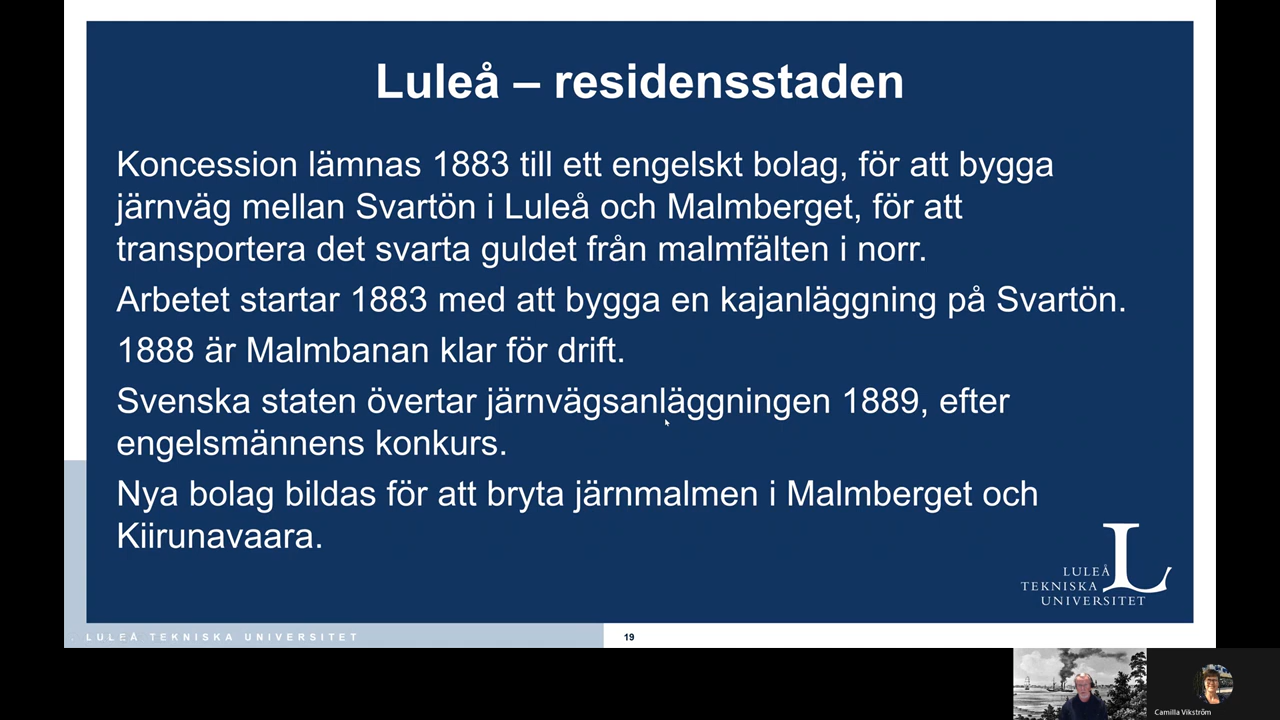 Luleå – residensstaden
Koncession lämnas 1883 till ett engelskt bolag, för att bygga
järnväg mellan Svartön i Luleå och Malmberget, för att
transportera det svarta guldet från malmfälten i norr.
Arbetet startar 1883 med att bygga en kajanläggning på Svartön.
1888 är Malmbanan klar för drift.
Svenska staten övertar järnvägsanläggningen 1889, efter
engelsmännens konkurs.
Nya bolag bildas för att bryta järnmalmen i Malmberget och
Kiirunavaara.
LULEÅ
TEKNISKA
UNIVERSITET
L
LULEÅ TEKNISKA UNIVERSITET
19
Camilla Vikström